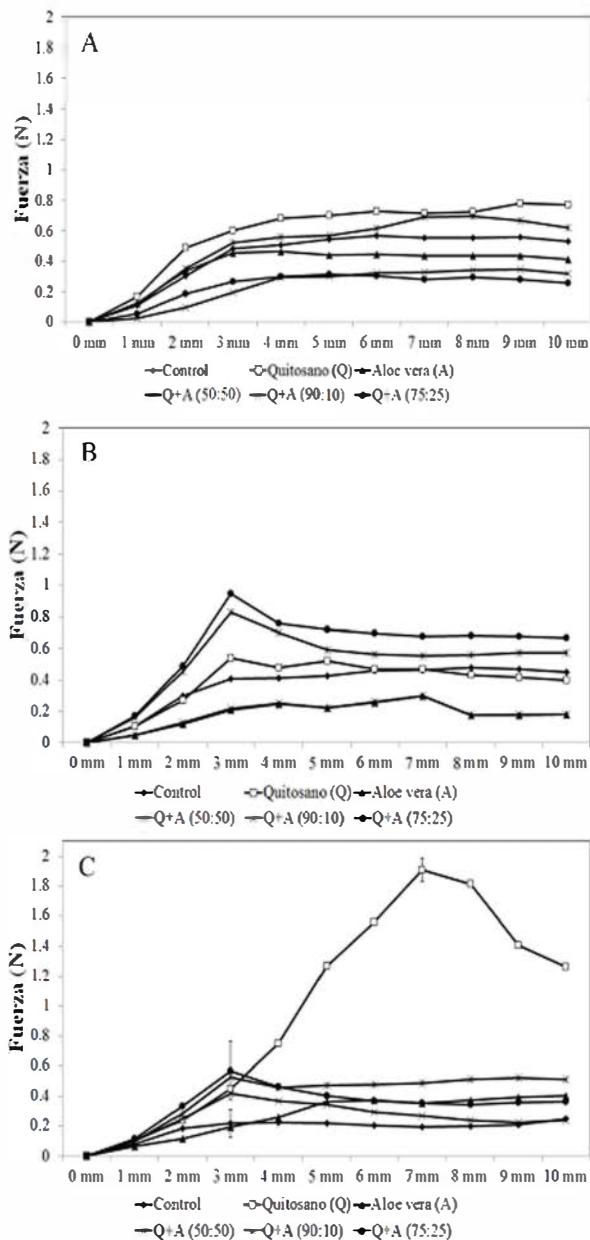 A
Fuerza (N)
2
1.8
1.6
1.4
1.2
1
0.8
0.6
0.4
0.2
0
0 mm 1 mm 2 mm 3 mm 4 mm 5 mm 6 mm 7 mm 8 mm 9 mm 10 mm
Control Quitosano (Q) Aloe vera (A)
Q+A (50:50) Q+A (90:10) Q+A (75:25)
B
Fuerza (N)
2
1.8
1.6
1.4
1.2
1
0.8
0.6
0.4
0.2
0
0 mm 1 mm 2 mm 3 mm 4 mm 5 mm 6 mm 7 mm 8 mm 9 mm 10 mm
Control Quitosano (Q) Aloe vera (A)
Q+A (50:50) Q+A (90:10) Q+A (75:25)
C
Fuerza (N)
2
1.8
1.6
1.4
1.2
1
0.8
0.6
0.4
0.2
0
0 mm 1 mm 2 mm 3 mm 4 mm 5 mm 6 mm 7 mm 8 mm 9 mm 10 mm
Control Quitosano (Q) Aloe vera (A)
Q+A (50:50) Q+A (90:10) Q+A (75:25)